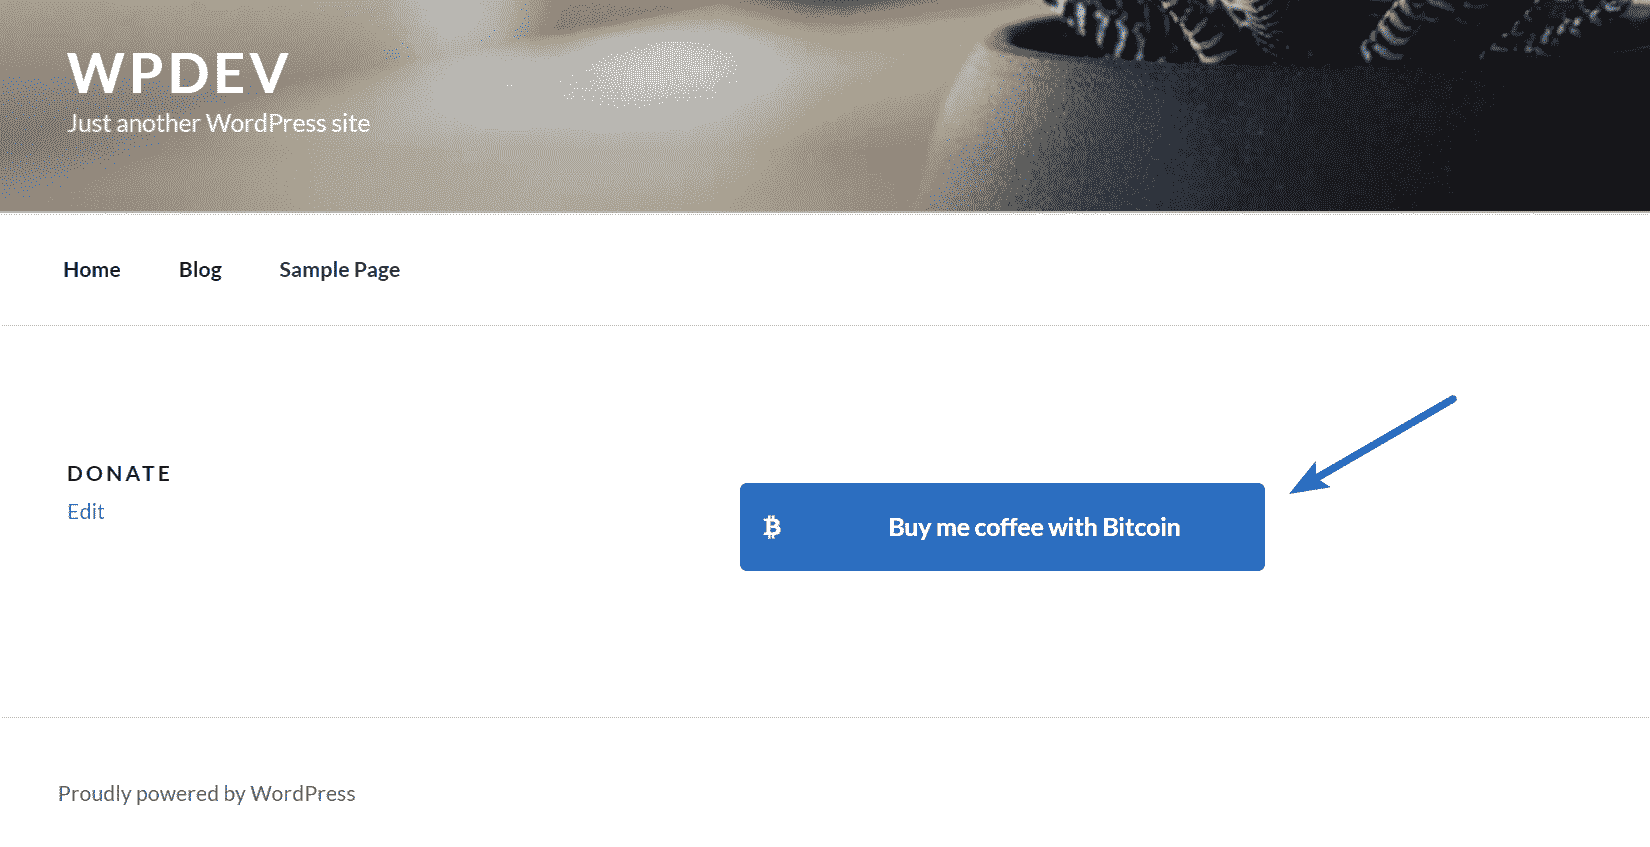 WPDEV
Just another WordPress site
Home Blog Sample Page
DONATE
Edit
Buy me coffee with Bitcoin
Proudly powered by WordPress